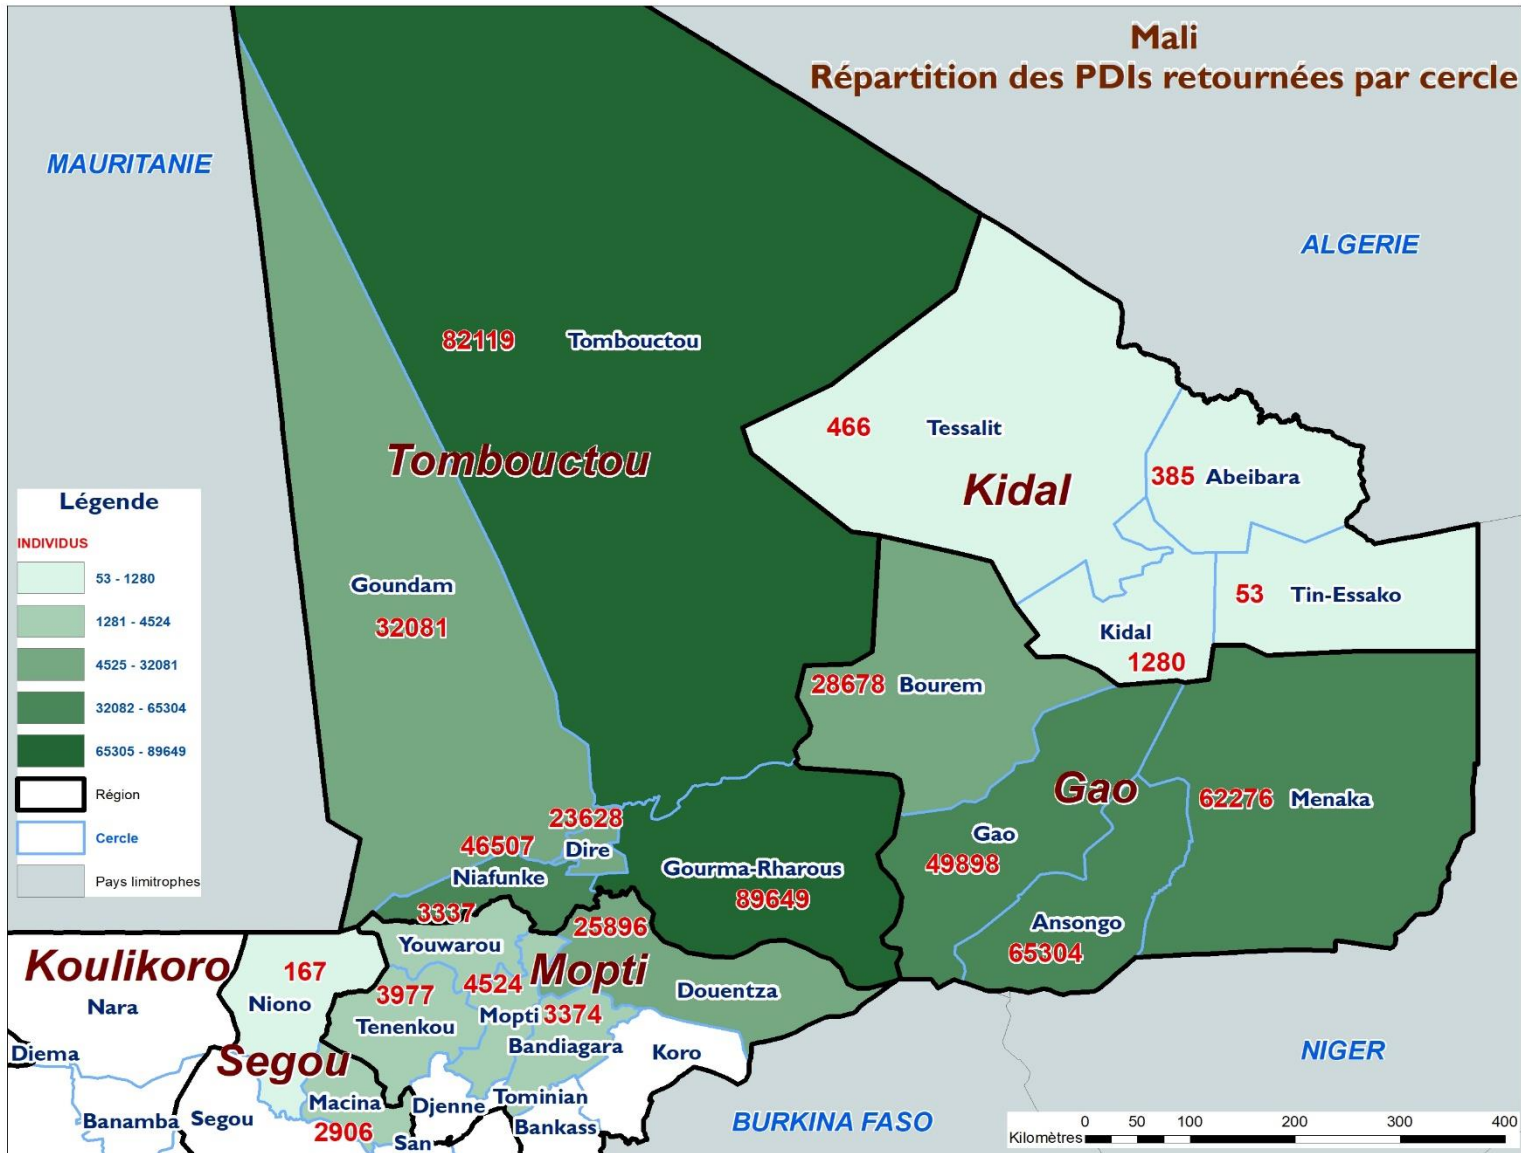 Mali
Répartition des PDIs retournées par cercle
MAURITANIE
ALGERIE
82119 Tombouctou
466 Tessalit
Tombouctou
Kidal
385 Abeibara
Légende
INDIVIDUS
53 - 1280
1281 - 4524
4525 - 32081
32082 - 65304
65305 - 89649
Région
Cercle
Pays limitrophes
Goundam
32081
53 Tin-Essako
Kidal
1280
28678 Bourem
Gao
62276 Menaka
23628
Dire
46507
Niafunke
Gao
49898
Gourma-Rharous
89649
3337
Youwarou
25896
Ansongo
65304
Koulikoro
Nara
167
Niono
3977
Tenenkou
4524
Mopti
Mopti
3374
Bandiagara
Douentza
Koro
Diema
Segou
NIGER
Banamba
Segou
Macina
2906
Djenne
San
Tominian
Bankass
BURKINA FASO
0 50 100 200 300 400
Kilomètres